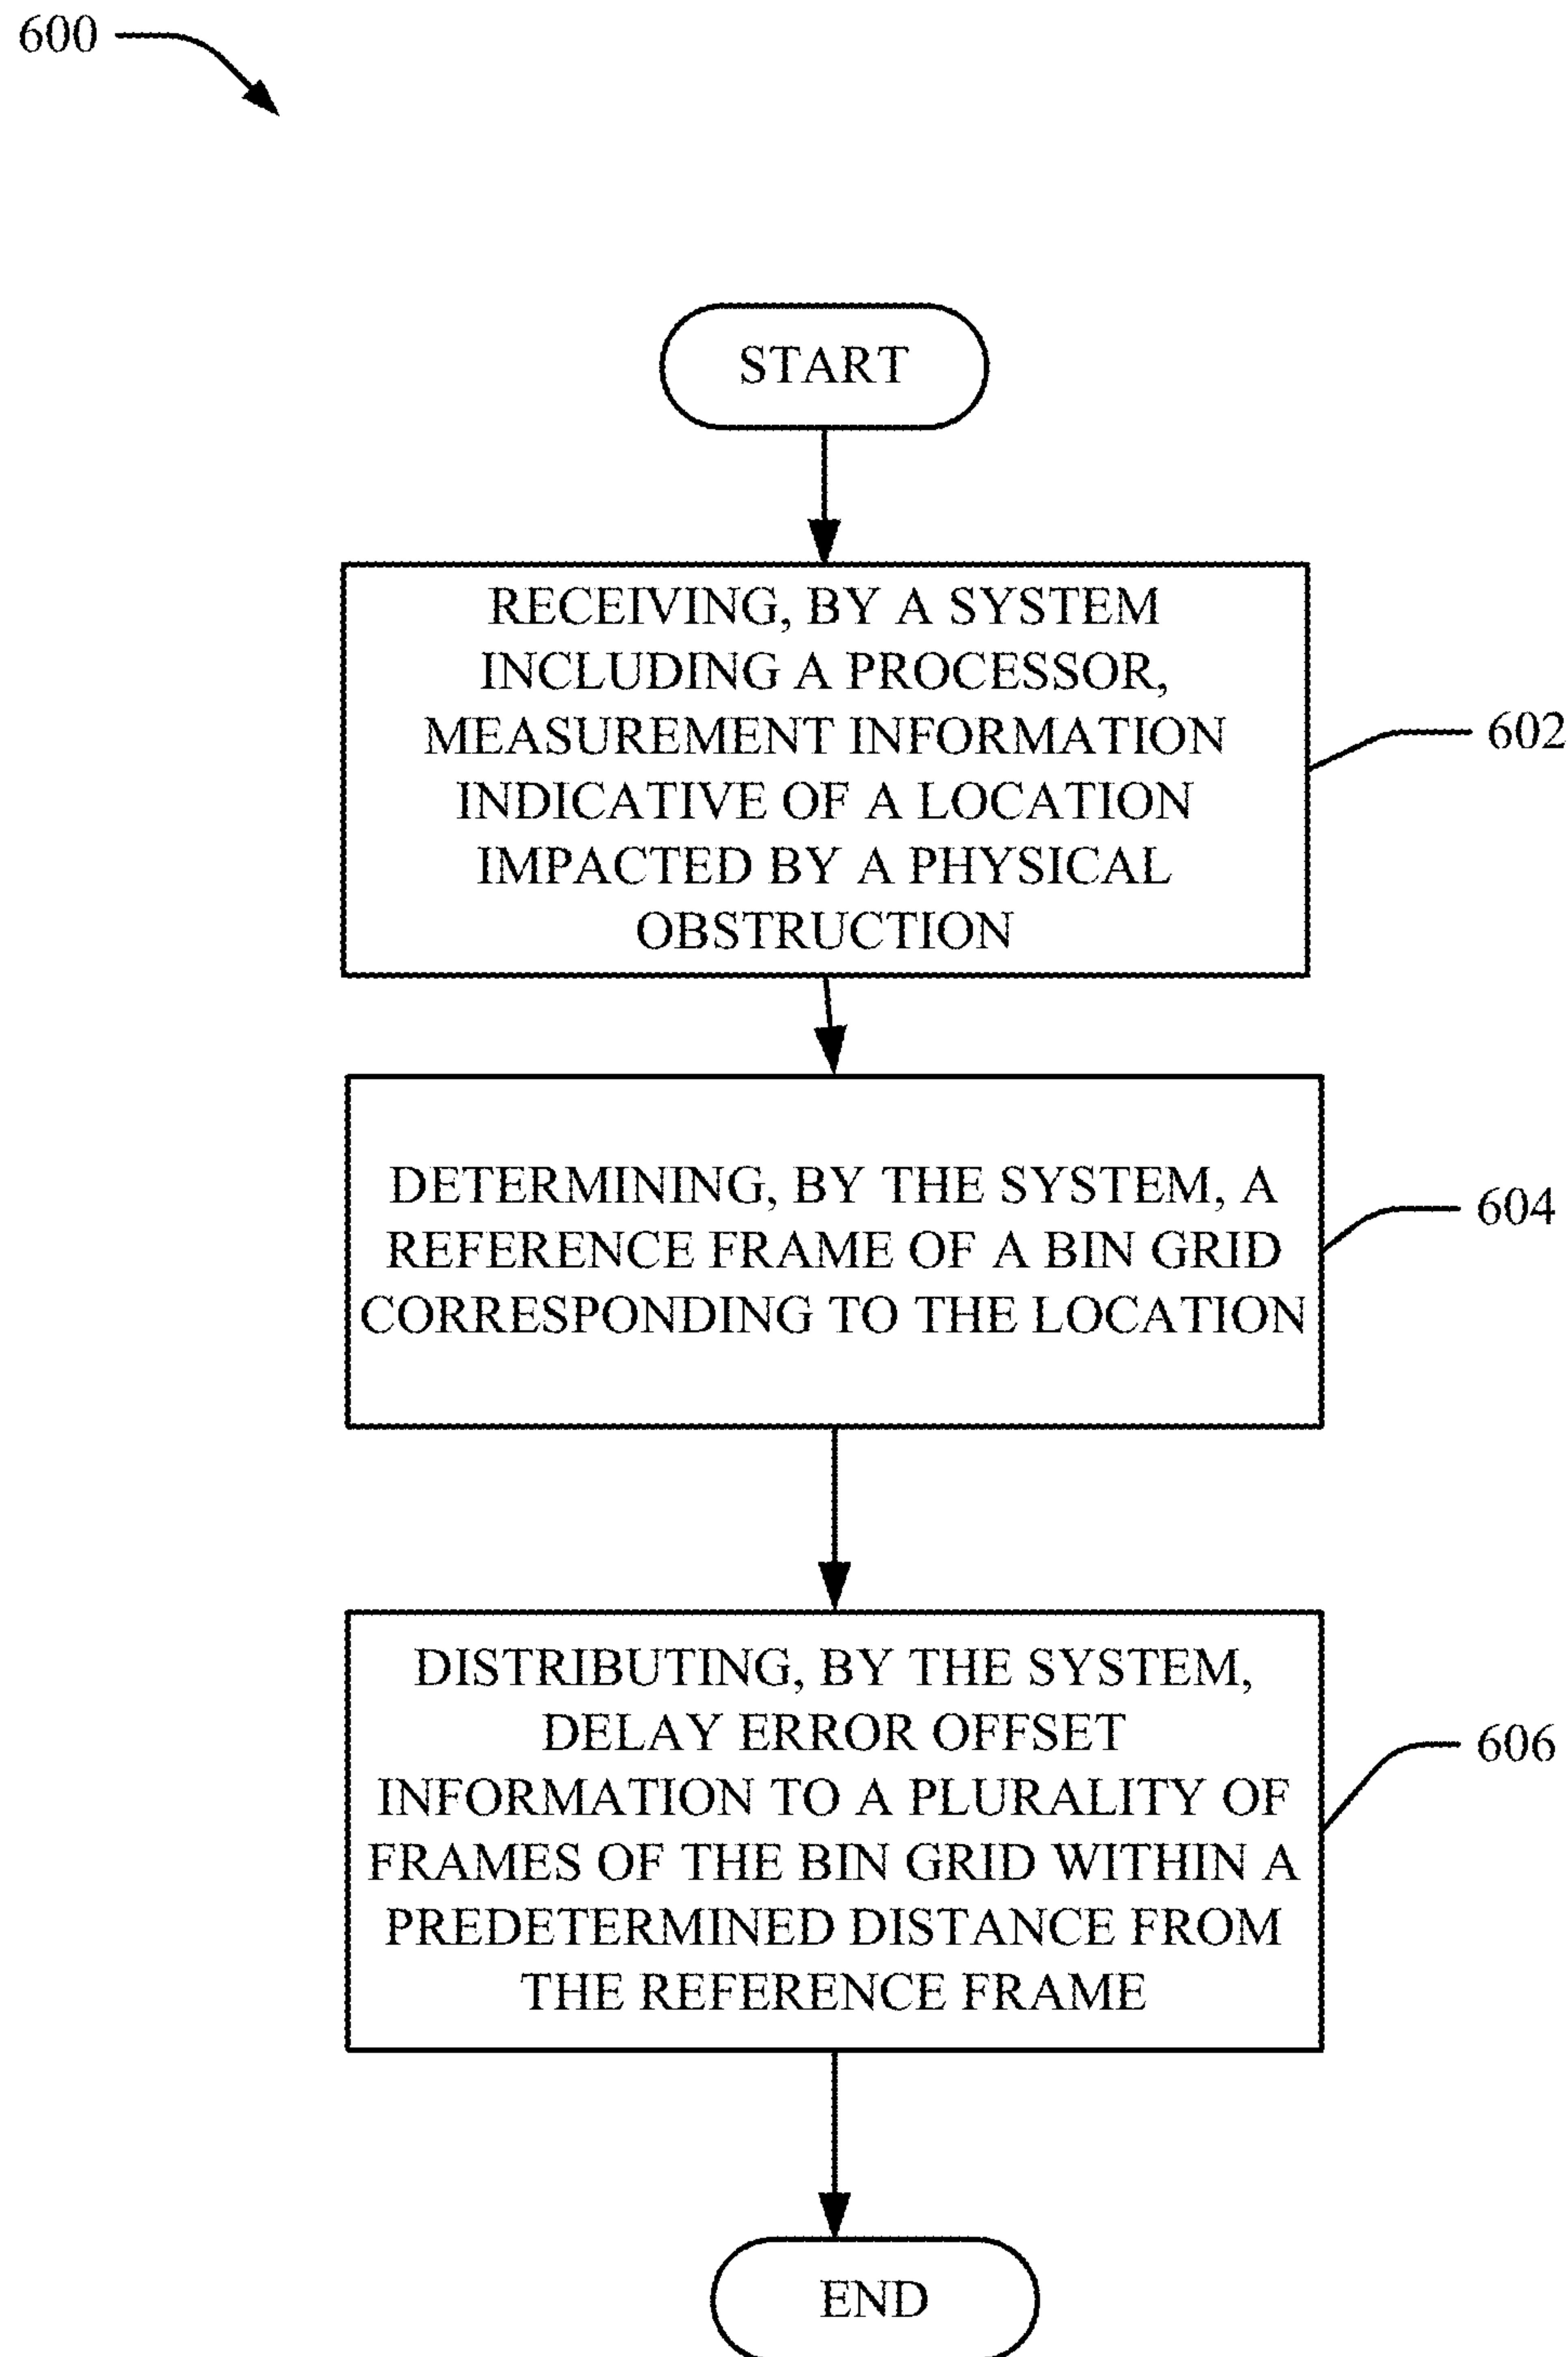 600
START
RECEIVING, BY A SYSTEM
INCLUDING A PROCESSOR,
MEASUREMENT INFORMATION
INDICATIVE OF A LOCATION
IMPACTED BY A PHYSICAL
OBSTRUCTION
602
DETERMINING, BY THE SYSTEM, A
REFERENCE FRAME OF A BIN GRID
CORRESPONDING TO THE LOCATION
604
DISTRIBUTING, BY THE SYSTEM,
DELAY ERROR OFFSET
INFORMATION TO A PLURALITY OF
FRAMES OF THE BIN GRID WITHIN A
PREDETERMINED DISTANCE FROM
THE REFERENCE FRAME
606
END